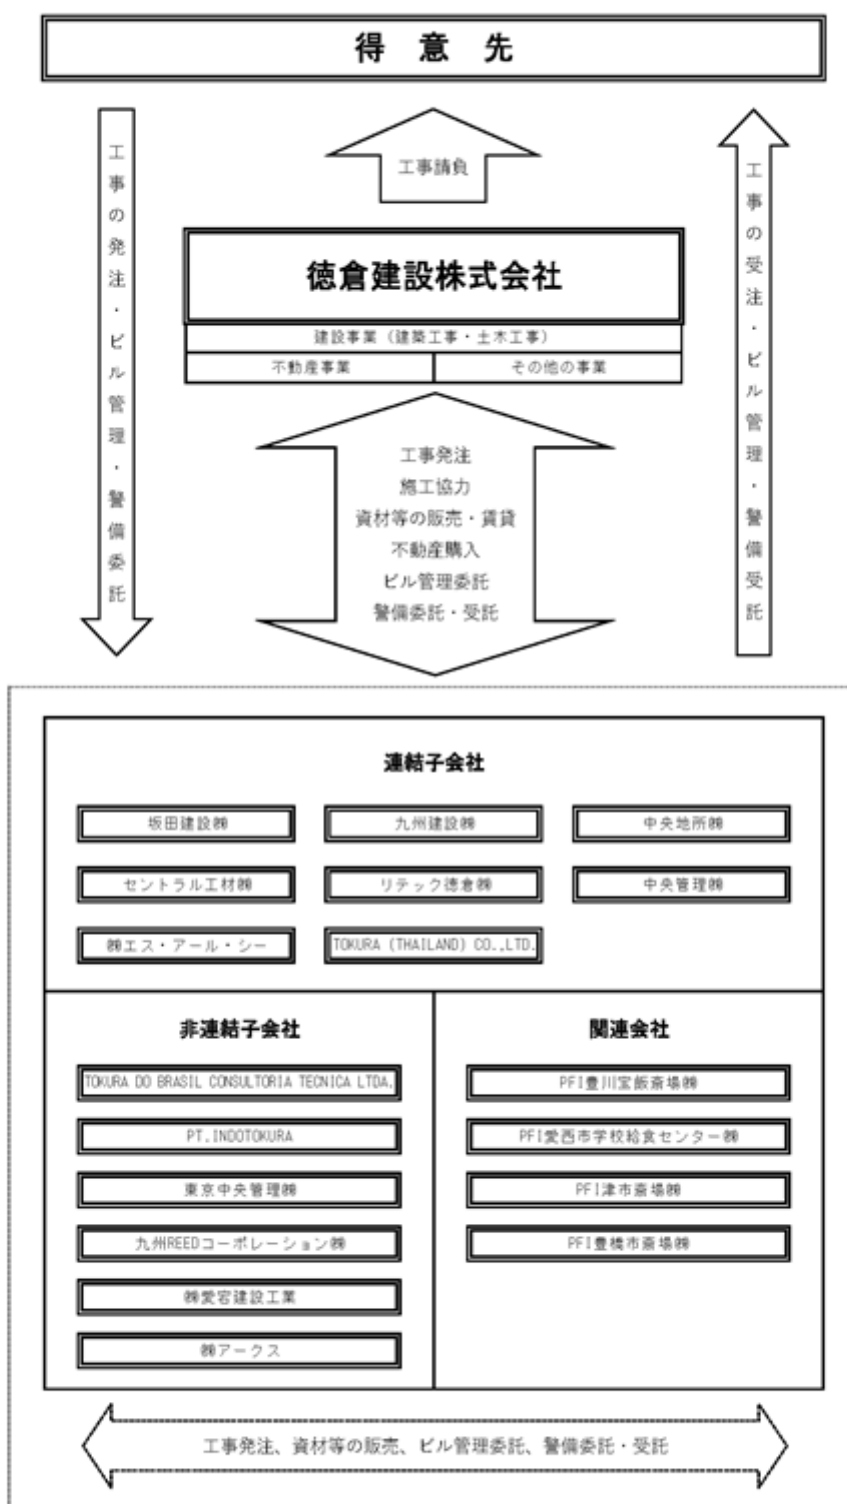 得意先
工事の発注・ビル管理・警備委託
工事請負
工事の受注・ビル管理・警備受託
徳倉建設株式会社
建設事業（建築工事・土木工事）
不動産事業
その他の事業
工事発注
施工協力
資材等の販売・賃貸
不動産購入
ビル管理委託
警備委託・受託
連結子会社
坂田建設㈱
九州建設㈱
中央地所㈱
セントラル工材㈱
リテック徳倉㈱
中央管理㈱
㈱エス・アール・シー
TOKURA (THAILAND) CO.,LTD.
非連結子会社
TOKURA DO BRASIL CONSULTORIA TECNICA LTDA.
PT.INDOTOKURA
東京中央管理㈱
九州REEDコーポレーション㈱
㈱愛宕建設工業
㈱アークス
関連会社
PFI豊川宝飯斎場㈱
PFI愛西市学校給食センター㈱
PFI津市斎場㈱
PFI豊橋市斎場㈱
工事発注、資材等の販売、ビル管理委託、警備委託・受託